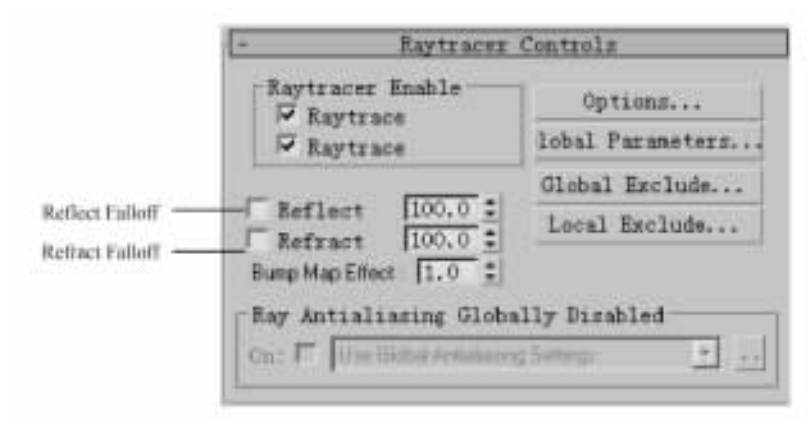 - Raytracer Controls
Raytracer Enable
Raytrace
Raytrace
Options...
lobal Parameters...
Global Exclude...
Local Exclude...
Reflect Falloff
Reflect 100.0
Refract Falloff
Refract 100.0
Bump Map Effect 1.0
Ray Antialiasing Globally Disabled
On: Use Global Antialiasing Settings ..